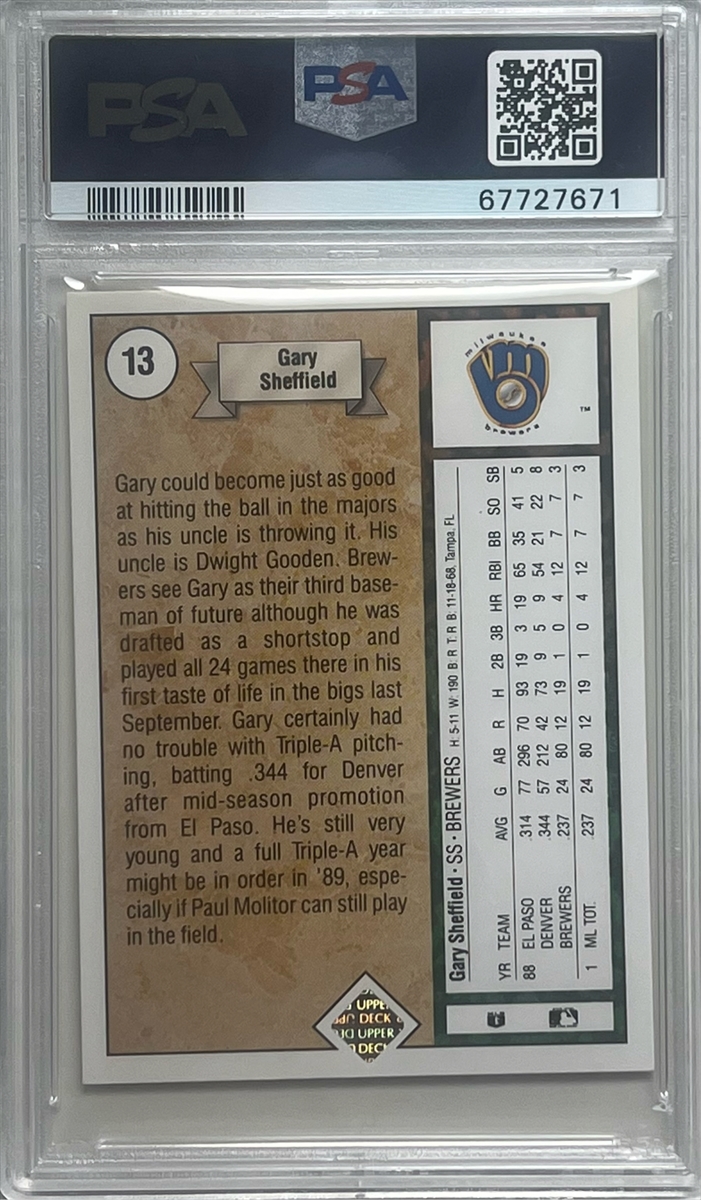 PSA
PSA
67727671
13
Gary
Sheffield
milwaukee
brewers
TM
Gary could become just as good
at hitting the ball in the majors
as his uncle is throwing it. His
uncle is Dwight Gooden. Brew-
ers see Gary as their third base-
man of future although he was
drafted as a shortstop and
played all 24 games there in his
first taste of life in the bigs last
September. Gary certainly had
no trouble with Triple-A pitch-
ing, batting .344 for Denver
after mid-season promotion
from El Paso. He's still very
young and a full Triple-A year
might be in order in '89, espe-
cially if Paul Molitor can still play
in the field.
Gary Sheffield · SS · BREWERS H: 5-11 W: 190 B: R T: R B: 11-18-68, Tampa, FL
YR TEAM AVG G AB R H 2B 3B HR RBI BB SO SB
88 EL PASO .314 77 296 70 93 19 3 19 65 35 41 5
DENVER .344 57 212 42 73 9 5 9 54 21 22 8
BREWERS .237 24 80 12 19 1 0 4 12 7 7 3
1 ML TOT. .237 24 80 12 19 1 0 4 12 7 7 3
UPPE
DECK
UPPER
DECK